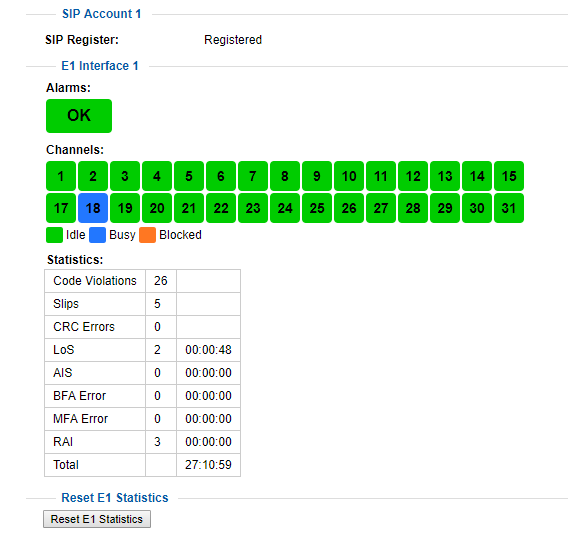 SIP Account 1
SIP Register: Registered
E1 Interface 1
Alarms:
OK
Channels:
1 2 3 4 5 6 7 8 9 10 11 12 13 14 15
17 18 19 20 21 22 23 24 25 26 27 28 29 30 31
Idle Busy Blocked
Statistics:
Code Violations 26
Slips 5
CRC Errors 0
LoS 2 00:00:48
AIS 0 00:00:00
BFA Error 0 00:00:00
MFA Error 0 00:00:00
RAI 3 00:00:00
Total 27:10:59
Reset E1 Statistics
Reset E1 Statistics